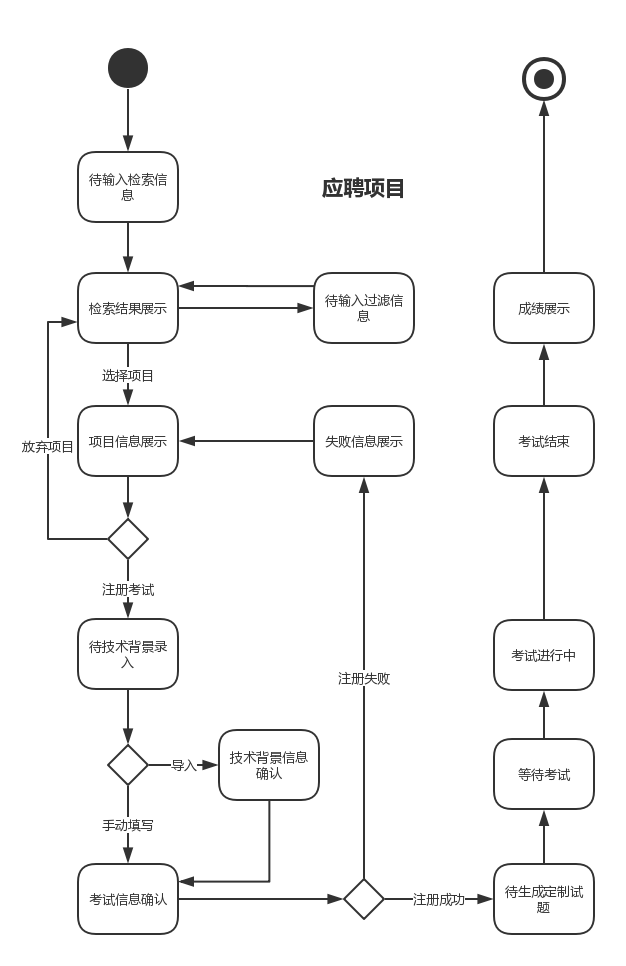 应聘项目
待输入检索信
息
检索结果展示
待输入过滤信
息
成绩展示
选择项目
放弃项目
项目信息展示
失败信息展示
考试结束
注册考试
待技术背景录
入
注册失败
考试进行中
导入
技术背景信息
确认
等待考试
手动填写
考试信息确认
注册成功
待生成定制试
题